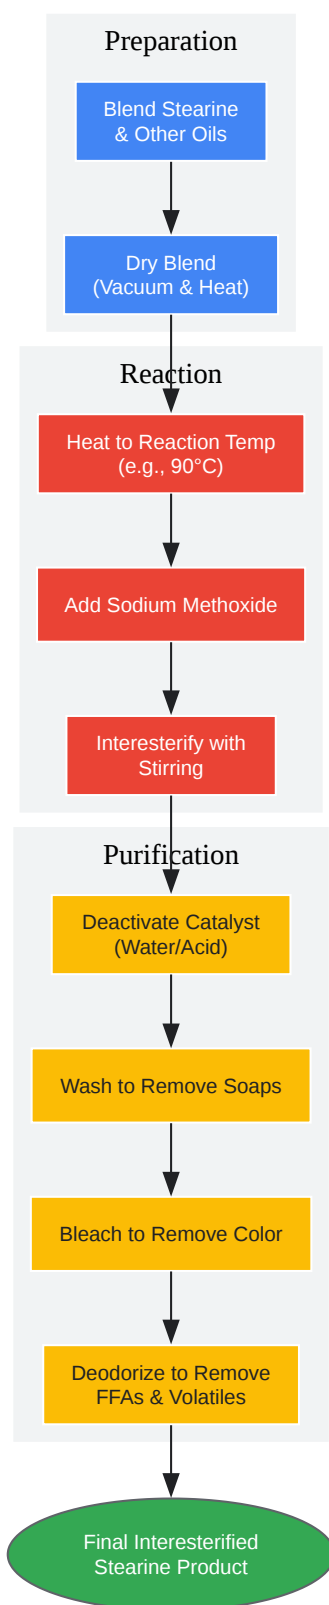 Preparation
Blend Stearine
& Other Oils
Dry Blend
(Vacuum & Heat)
Reaction
Heat to Reaction Temp
(e.g., 90°C)
Add Sodium Methoxide
Interesterify with
Stirring
Purification
Deactivate Catalyst
(Water/Acid)
Wash to Remove Soaps
Bleach to Remove Color
Deodorize to Remove
FFAs & Volatiles
Final Interesterified
Stearine Product